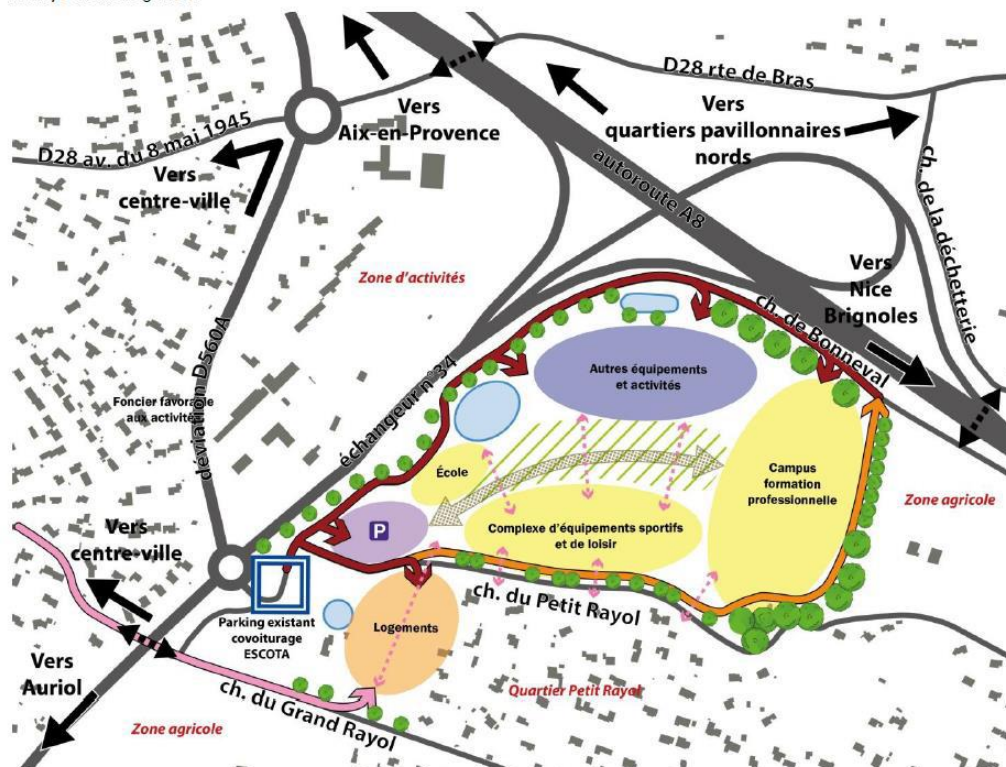 D28 rte de Bras
Vers
Aix-en-Provence
Vers
quartiers pavillonnaires
nords
D28 av. du 8 mai 1945
Vers
centre-ville
autoroute A8
ch. de la déchetterie
Zone d'activités
Vers
Nice
Brignoles
ch. de Bonneval
échangeur n°34
déviation D560A
Foncier favorable
aux activités
Autres équipements
et activités
École
Campus
formation
professionnelle
Zone agricole
P
Complexe d'équipements sportifs
et de loisir
Vers
centre-ville
ch. du Petit Rayol
Parking existant
covoiturage
ESCOTA
Logements
Vers
Auriol
Quartier Petit Rayol
ch. du Grand Rayol
Zone agricole